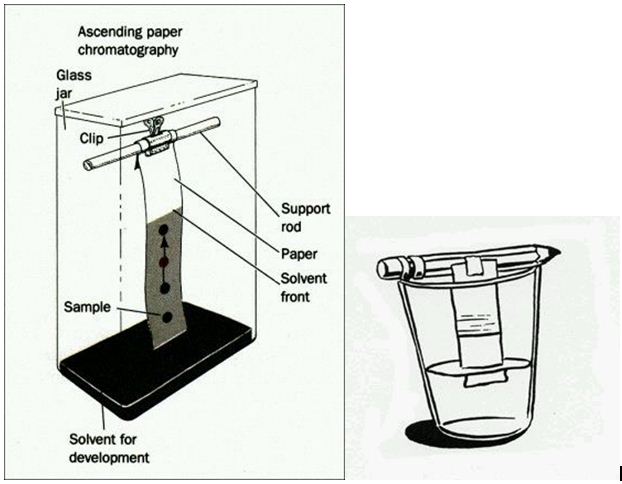 Ascending paper
chromatography
Glass
jar
Clip
Support
rod
Paper
Solvent
front
Sample
Solvent for
development